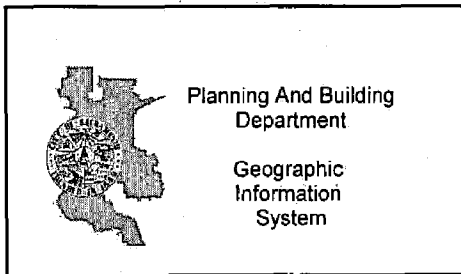 Planning And Building
Department
Geographic
Information
System